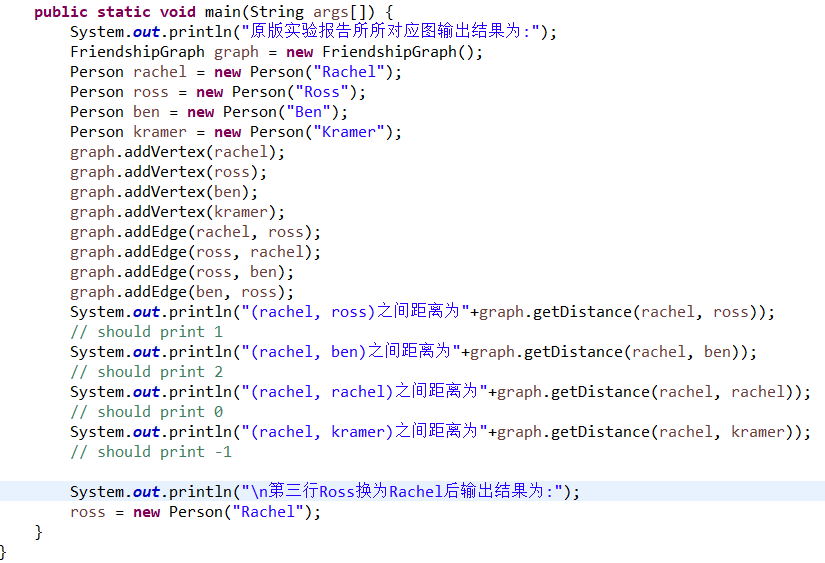 public static void main(String args[]) {
System.out.println("原版实验报告所所对应图输出结果为:");
FriendshipGraph graph = new FriendshipGraph();
Person rachel = new Person("Rachel");
Person ross = new Person("Ross");
Person ben = new Person("Ben");
Person kramer = new Person("Kramer");
graph.addVertex(rachel);
graph.addVertex(ross);
graph.addVertex(ben);
graph.addVertex(kramer);
graph.addEdge(rachel, ross);
graph.addEdge(ross, rachel);
graph.addEdge(ross, ben);
graph.addEdge(ben, ross);
System.out.println("(rachel, ross)之间距离为"+graph.getDistance(rachel, ross));
// should print 1
System.out.println("(rachel, ben)之间距离为"+graph.getDistance(rachel, ben));
// should print 2
System.out.println("(rachel, rachel)之间距离为"+graph.getDistance(rachel, rachel));
// should print 0
System.out.println("(rachel, kramer)之间距离为"+graph.getDistance(rachel, kramer));
// should print -1
System.out.println("\n第三行Ross换为Rachel后输出结果为:");
ross = new Person("Rachel");
}
}